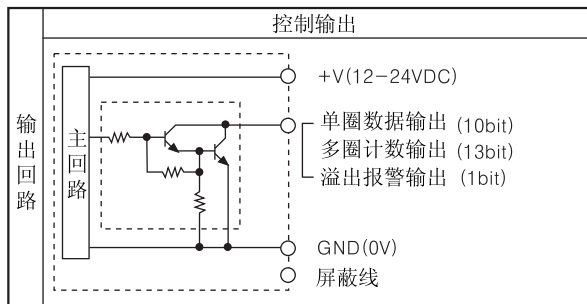 控制输出
输出回路
主回路
+V(12-24VDC)
单圈数据输出 (10bit)
多圈计数输出 (13bit)
溢出报警输出 (1bit)
GND(0V)
屏蔽线